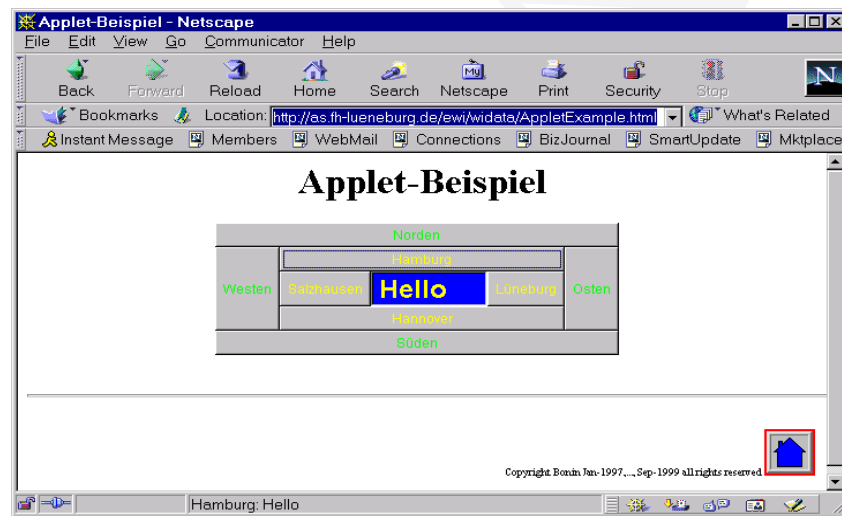 Applet-Beispiel - Netscape
File Edit View Go Communicator Help
Back Forward Reload Home Search Netscape Print Security Stop
My
N
Bookmarks Location: http://as.fh-lueneburg.de/ewi/widata/AppletExample.html What's Related
Instant Message Members WebMail Connections BizJournal SmartUpdate Mktplace
Applet-Beispiel
Norden
Hamburg
Westen Salzhausen Hello Lüneburg Osten
Hannover
Süden
Copyright Bonin Jan-1997,..., Sep-1999 all rights reserved
Hamburg: Hello